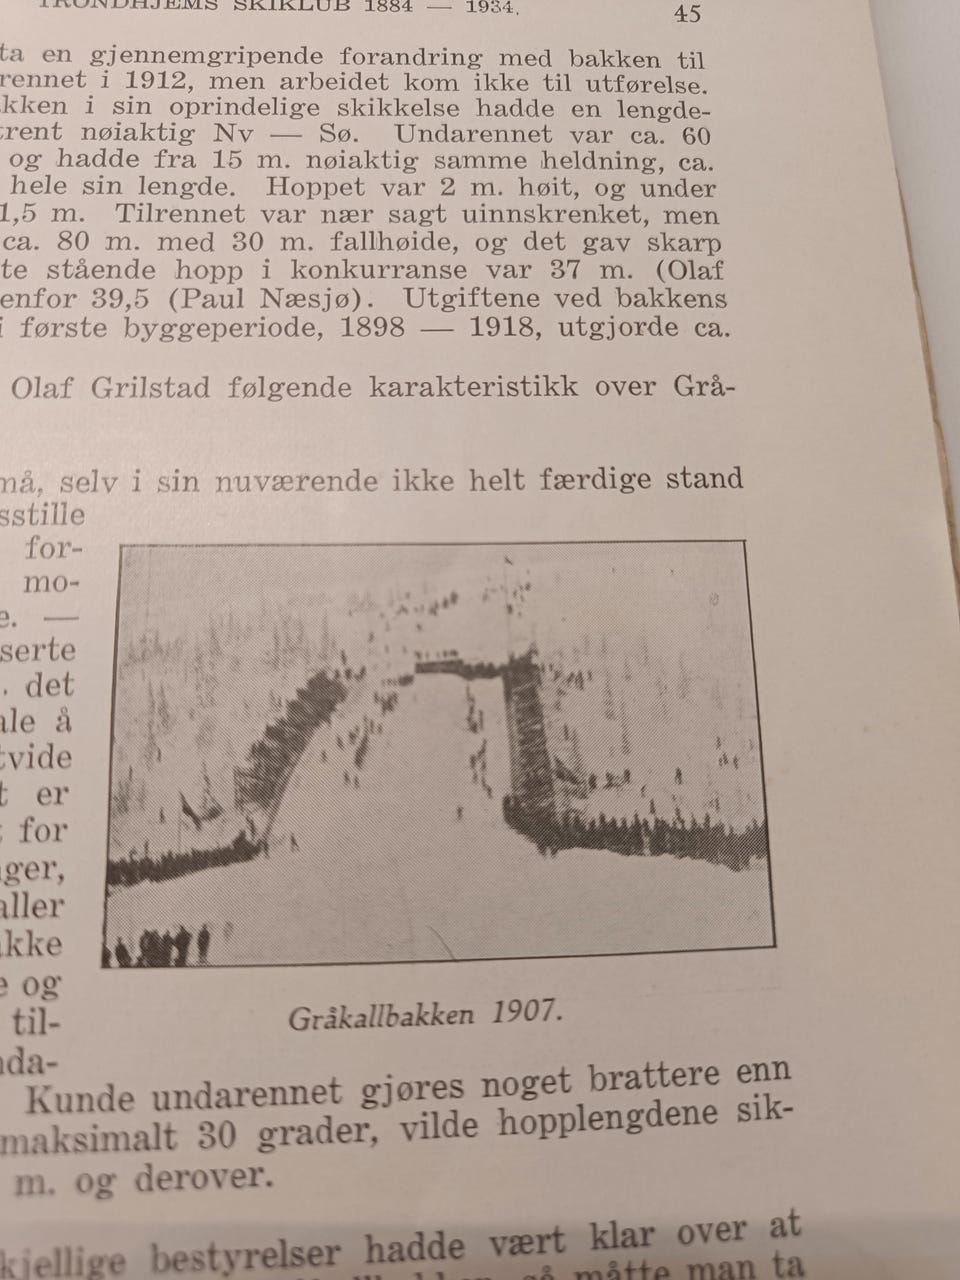 TRONDHJEMS SKIKLUB 1884 — 1934.
45
ta en gjennemgripende forandring med bakken til
rennet i 1912, men arbeidet kom ikke til utførelse.
kken i sin oprindelige skikkelse hadde en lengde-
trent nøiaktig Nv — Sø. Undarennet var ca. 60
og hadde fra 15 m. nøiaktig samme heldning, ca.
hele sin lengde. Hoppet var 2 m. høit, og under
1,5 m. Tilrennet var nær sagt uinnskrenket, men
ca. 80 m. med 30 m. fallhøide, og det gav skarp
te stående hopp i konkurranse var 37 m. (Olaf
enfor 39,5 (Paul Næsjø). Utgiftene ved bakkens
i første byggeperiode, 1898 — 1918, utgjorde ca.
Olaf Grilstad følgende karakteristikk over Grå-
må, selv i sin nuværende ikke helt færdige stand
sstille
for-
mo-
e. —
serte
. det
ale å
tvide
t er
t for
ger,
aller
kke
e og
til-
nda-
Gråkallbakken 1907.
Kunde undarennet gjøres noget brattere enn
maksimalt 30 grader, vilde hopplengdene sik-
m. og derover.
kjellige bestyrelser hadde vært klar over at
så måtte man ta